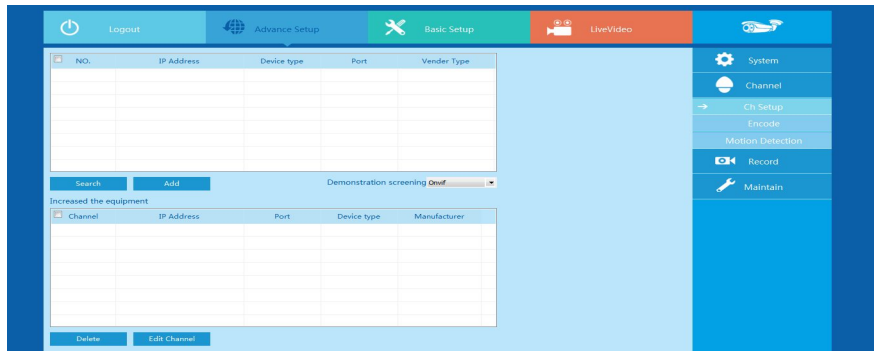 Logout
Advance Setup
Basic Setup
LiveVideo
NO. IP Address Device type Port Vender Type
Search Add Demonstration screening Onvif
Increased the equipment
Channel IP Address Port Device type Manufacturer
Delete Edit Channel
System
Channel
Ch Setup
Encode
Motion Detection
Record
Maintain